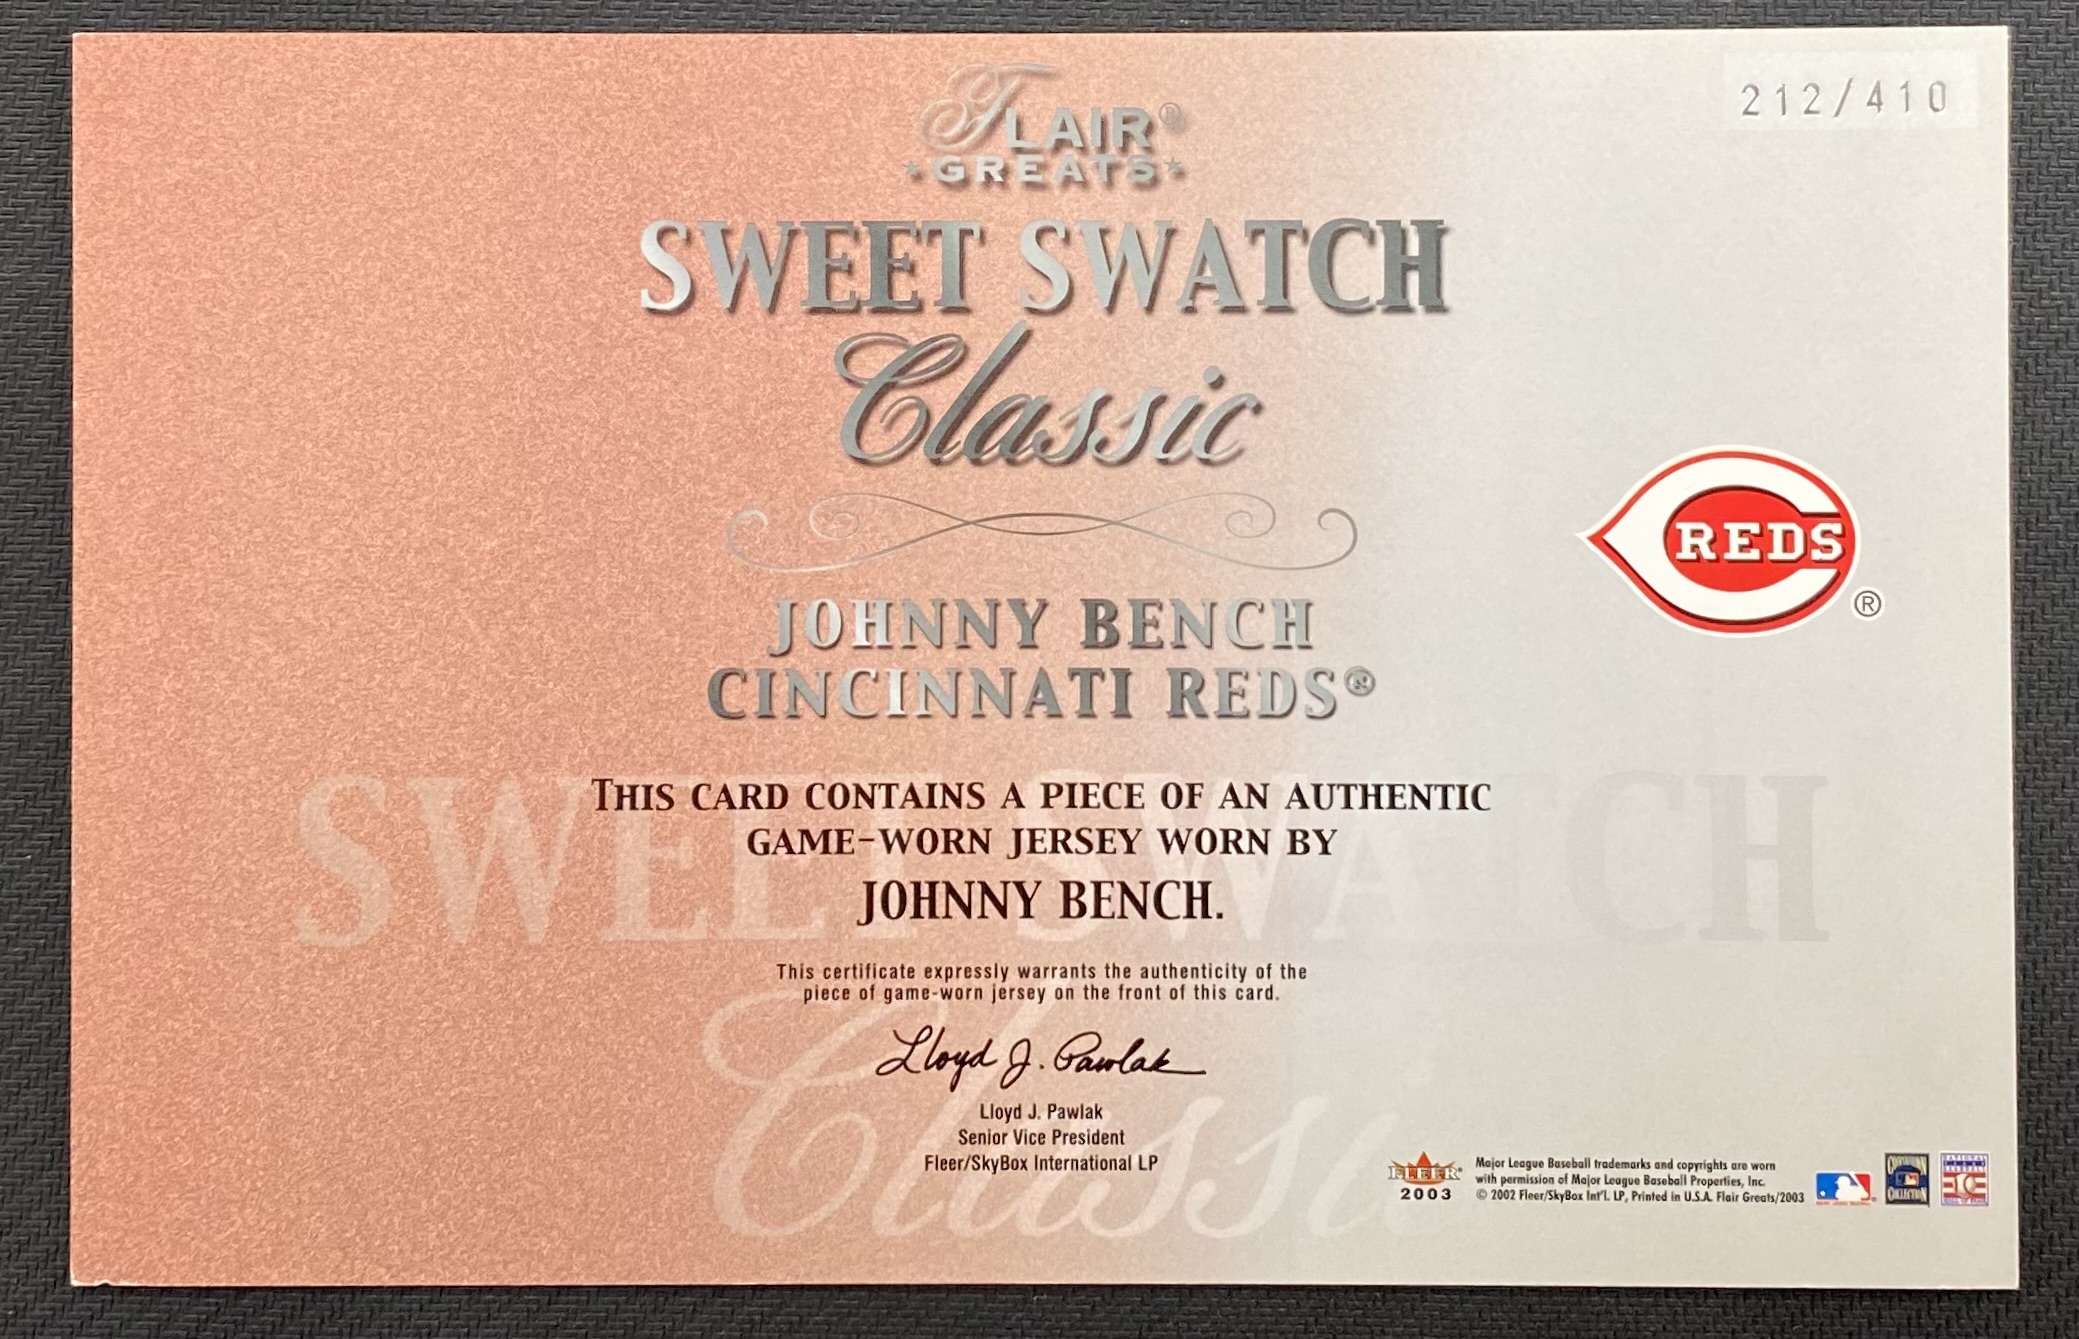 212/410
FLAIR®
GREATS
SWEET SWATCH
Classic
REDS
®
JOHNNY BENCH
CINCINNATI REDS®
SWEET SWATCH
THIS CARD CONTAINS A PIECE OF AN AUTHENTIC
GAME-WORN JERSEY WORN BY
JOHNNY BENCH.
This certificate expressly warrants the authenticity of the
piece of game-worn jersey on the front of this card.
Classic
Lloyd J. Pawlak
Lloyd J. Pawlak
Senior Vice President
Fleer/SkyBox International LP
FLEER
2003
Major League Baseball trademarks and copyrights are worn
with permission of Major League Baseball Properties, Inc.
© 2002 Fleer/SkyBox Int'l. LP, Printed in U.S.A. Flair Greats/2003